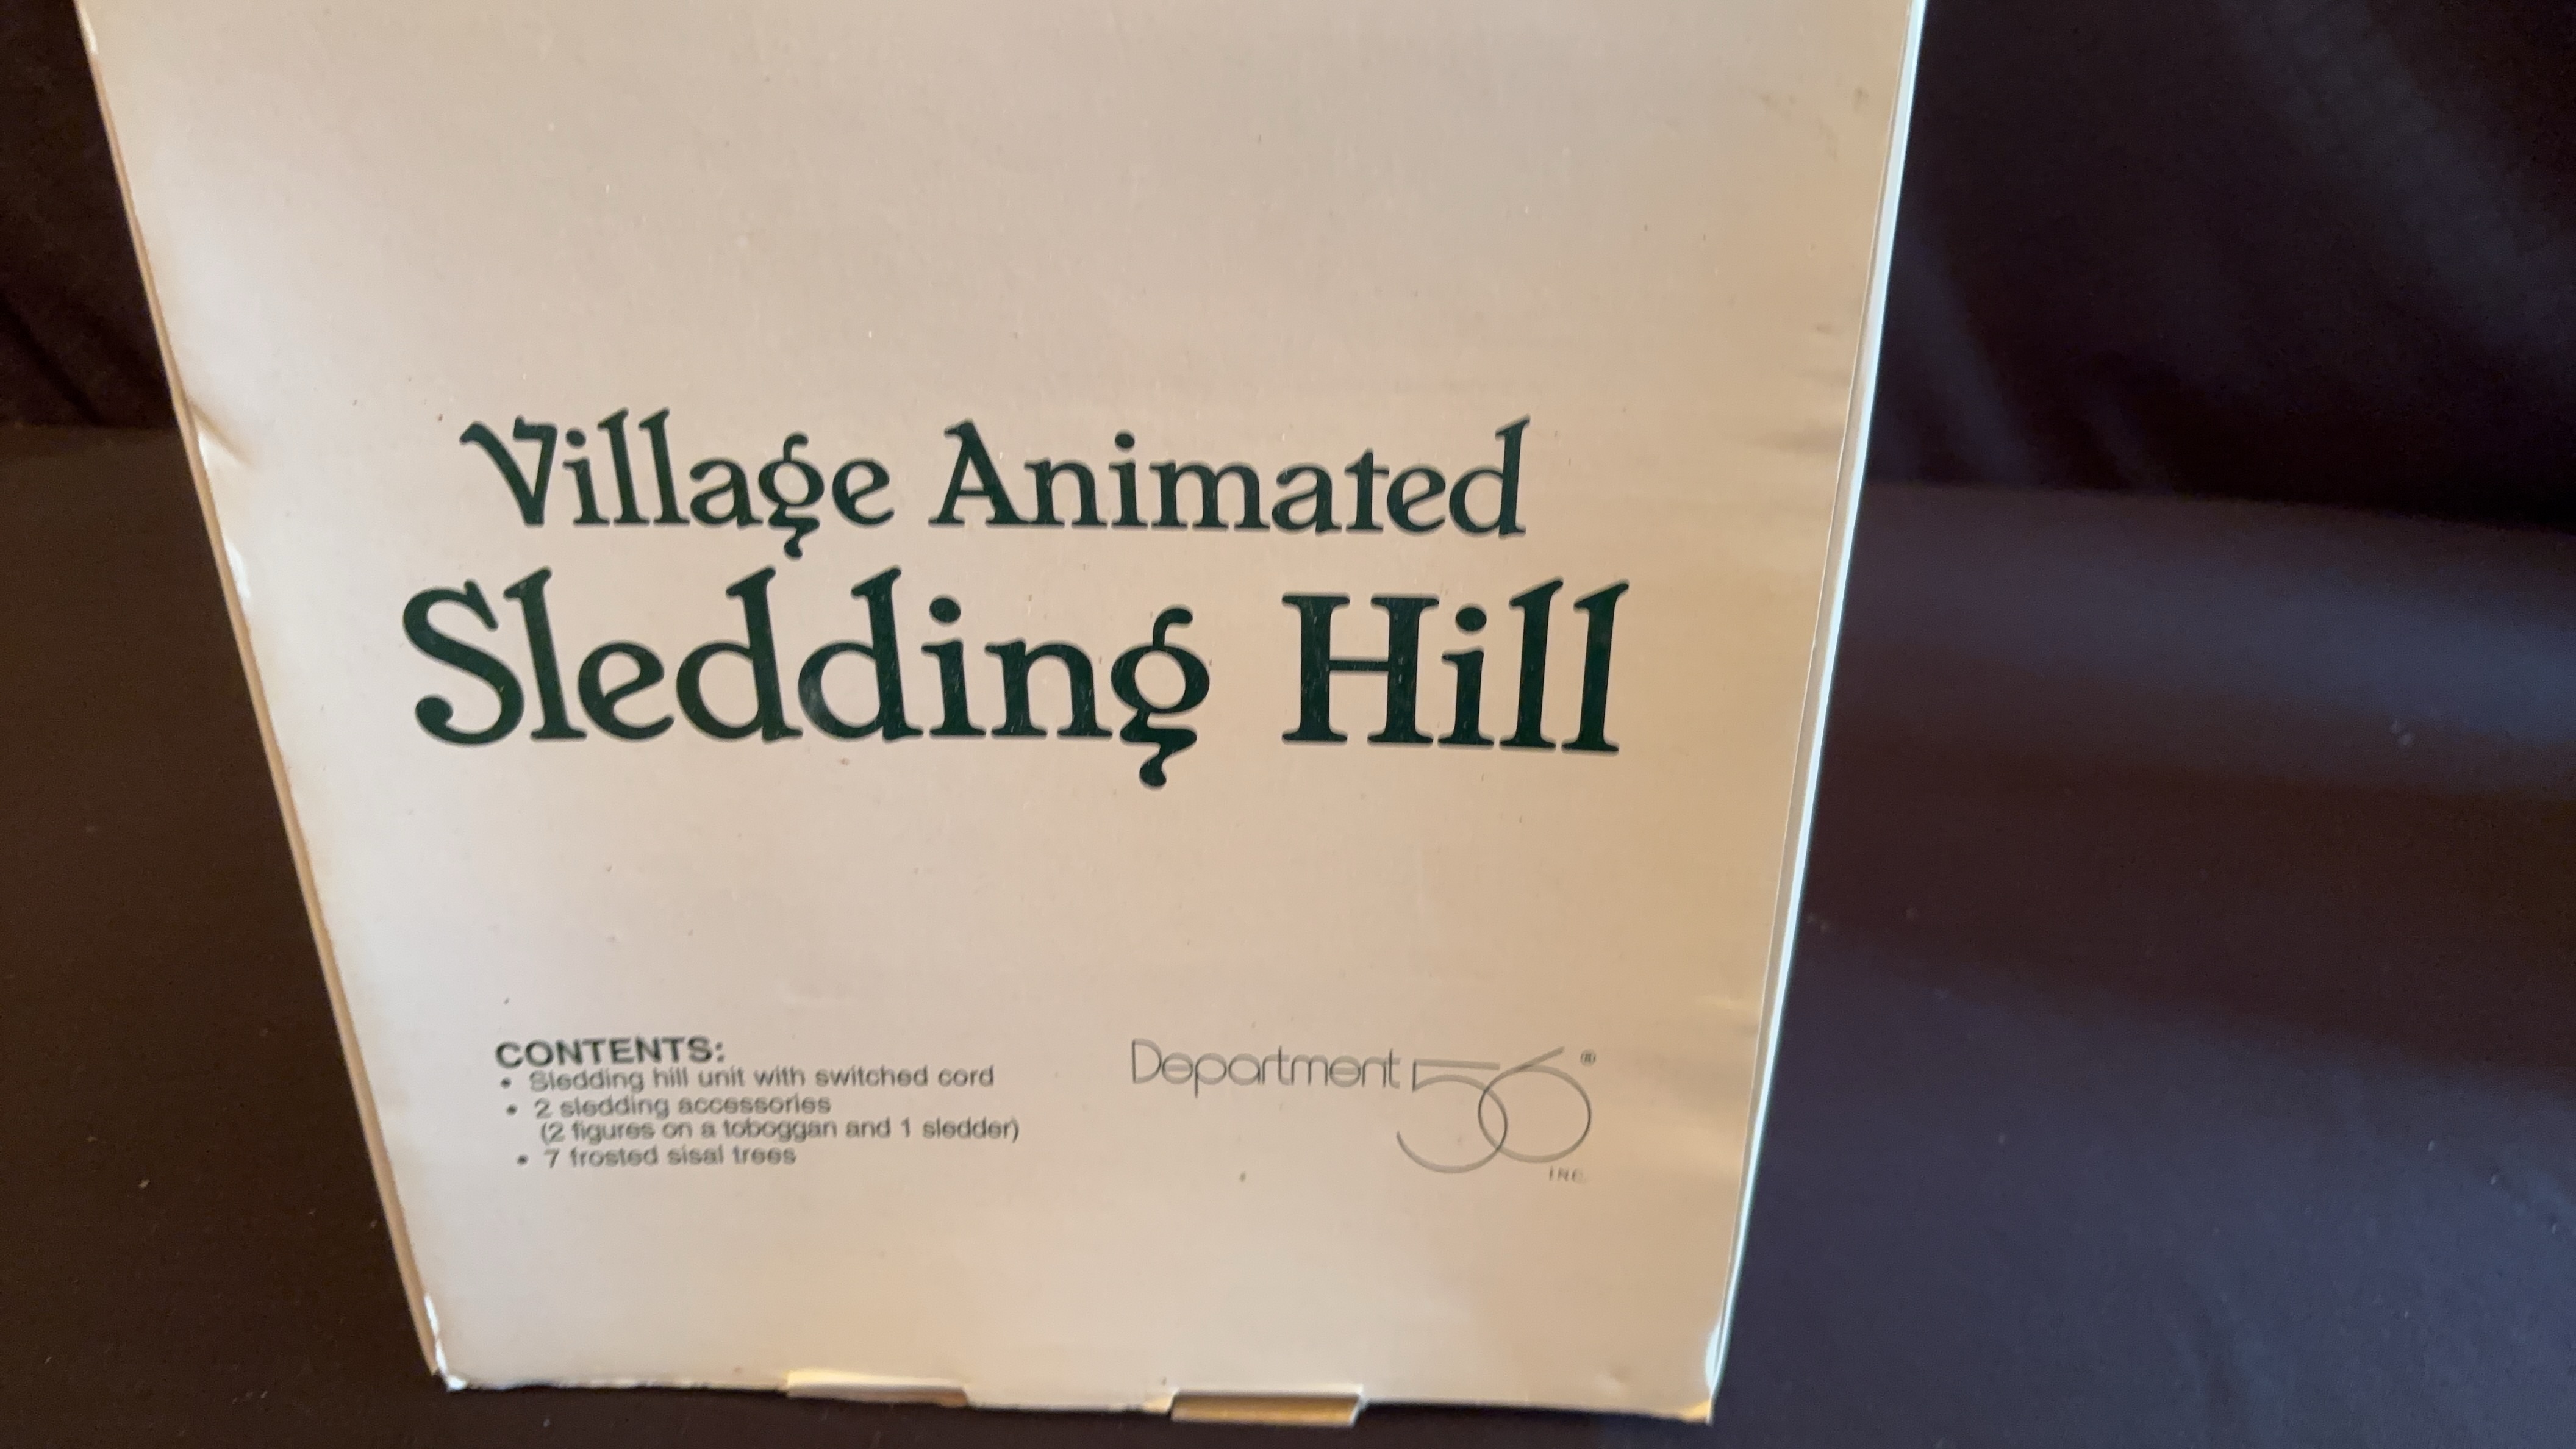 Village Animated
Sledding Hill
CONTENTS:
• Sledding hill unit with switched cord
• 2 sledding accessories
(2 figures on a toboggan and 1 sledder)
• 7 frosted sisal trees
Department 56 ®
INC.